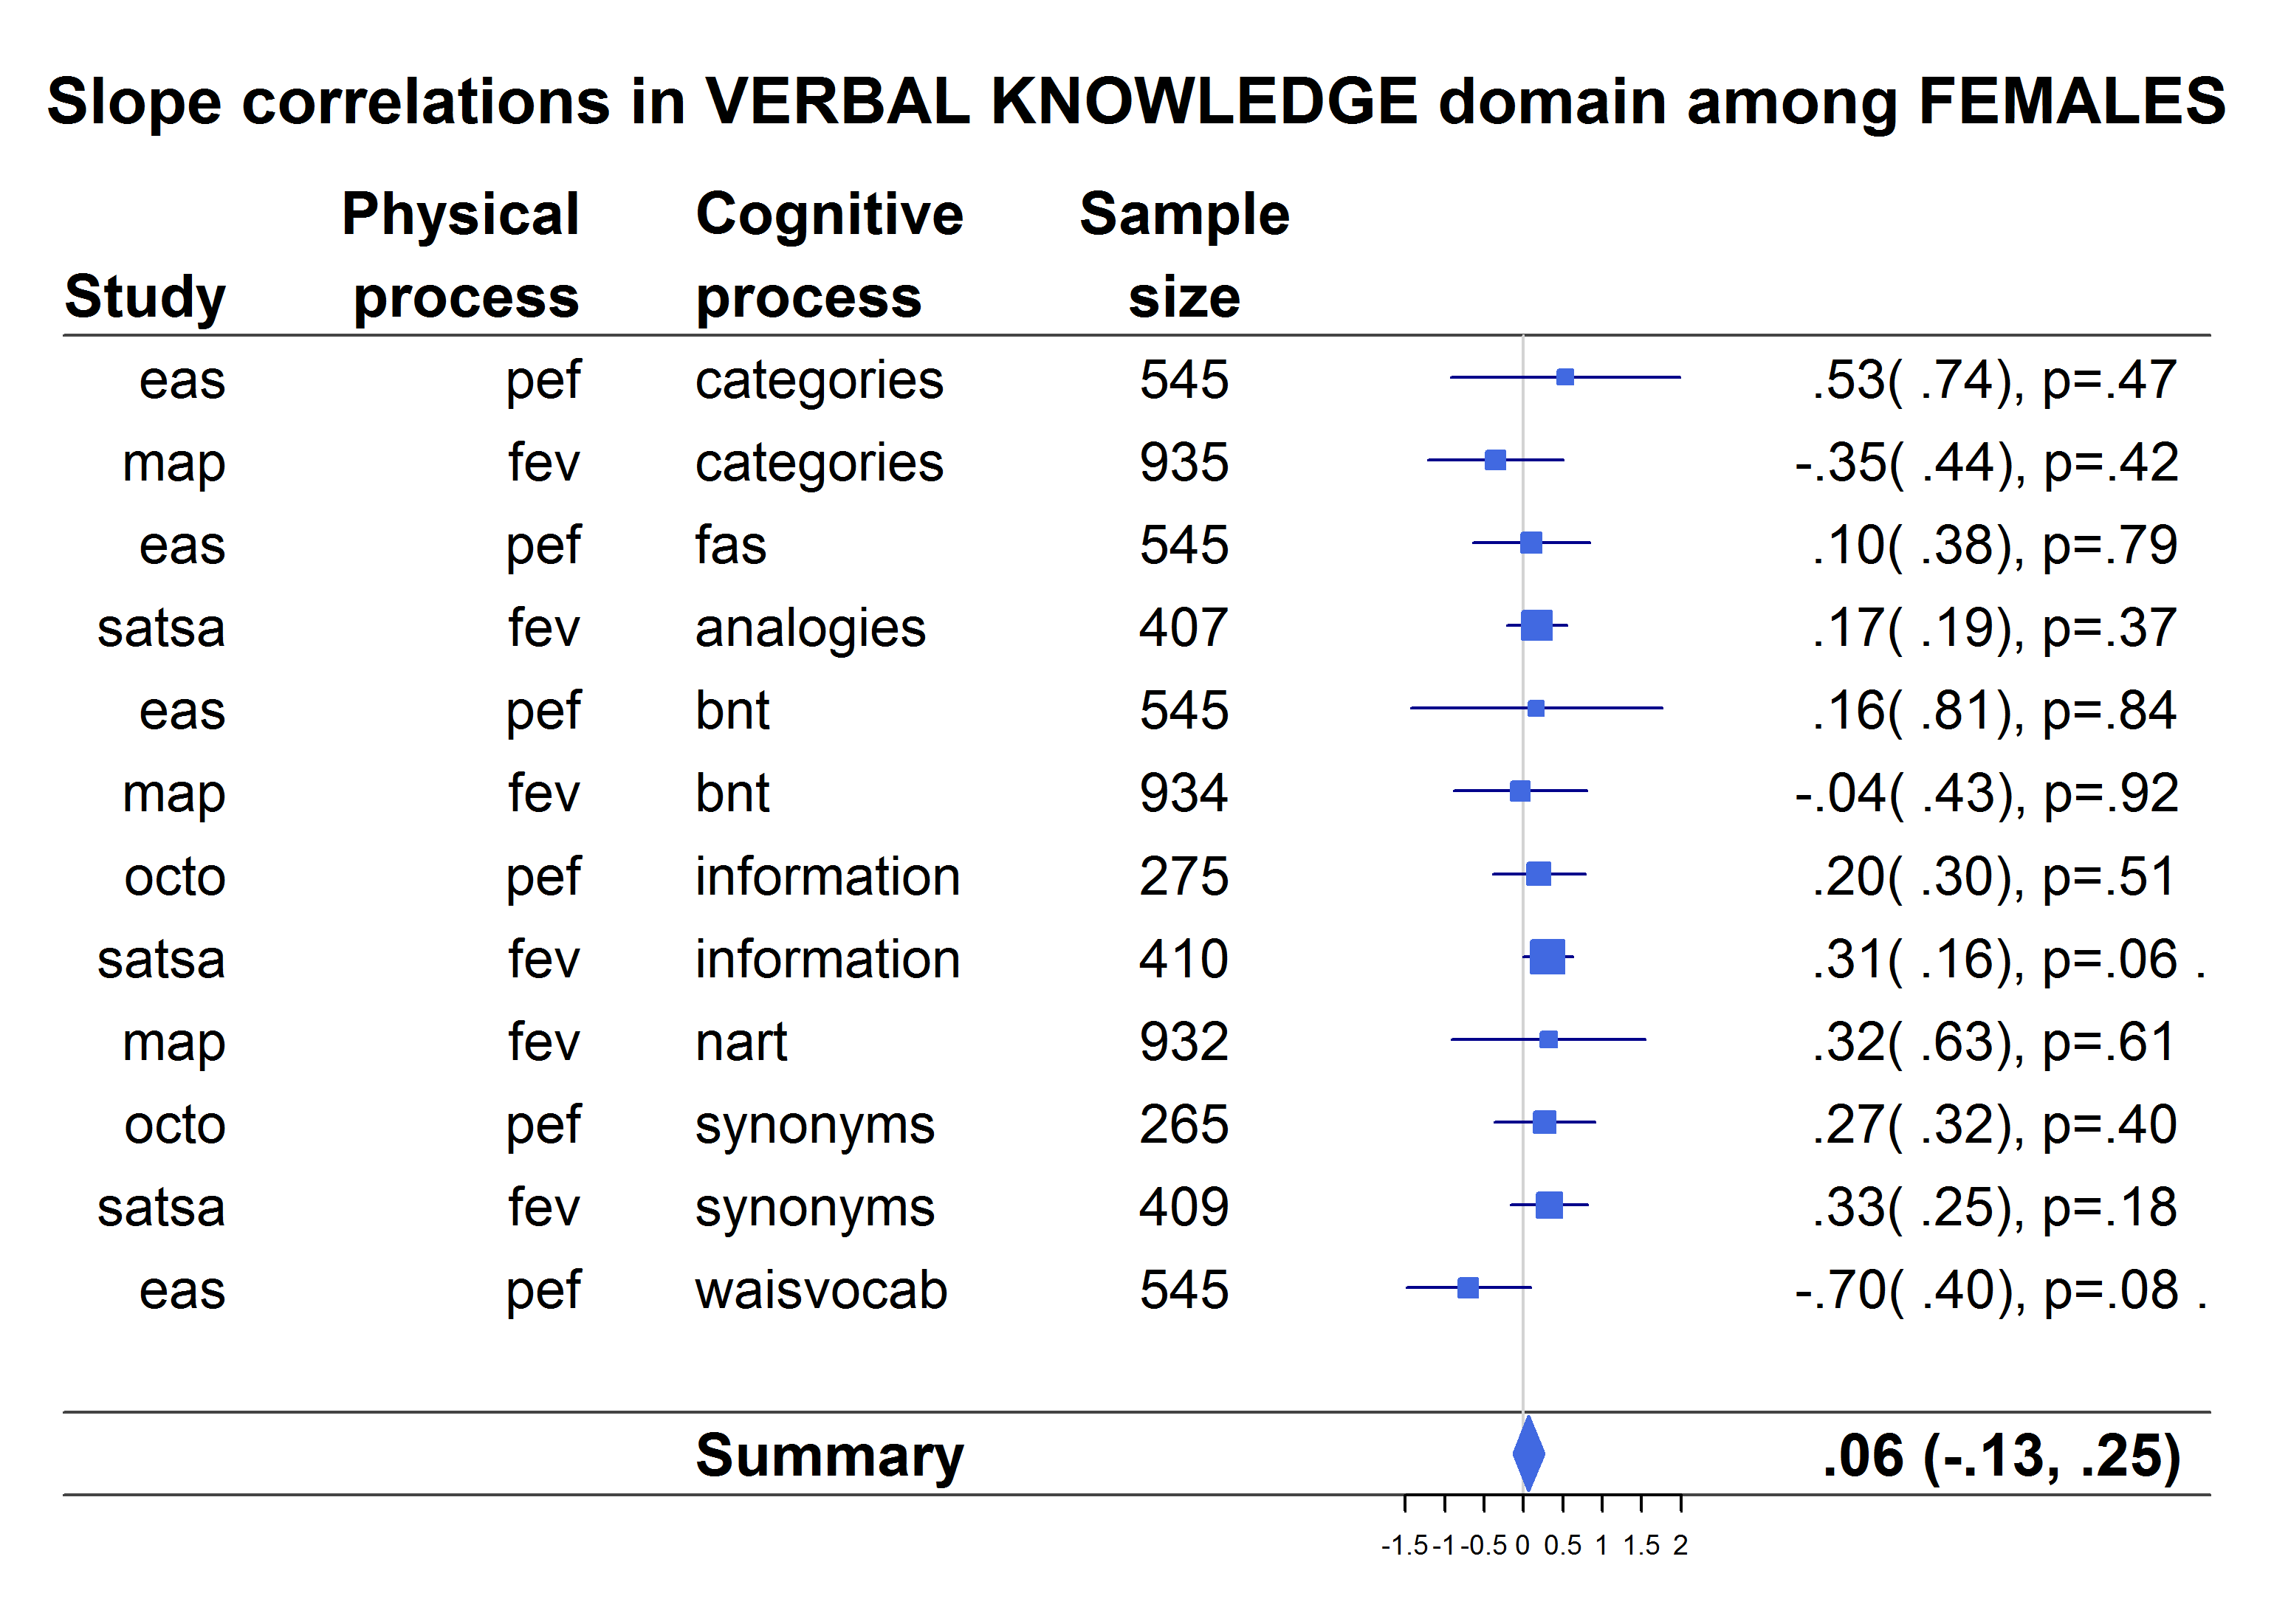 Slope correlations in VERBAL KNOWLEDGE domain among FEMALES
Physical Cognitive Sample
Study process process size
eas pef categories 545 .53( .74), p=.47
map fev categories 935 -.35( .44), p=.42
eas pef fas 545 .10( .38), p=.79
satsa fev analogies 407 .17( .19), p=.37
eas pef bnt 545 .16( .81), p=.84
map fev bnt 934 -.04( .43), p=.92
octo pef information 275 .20( .30), p=.51
satsa fev information 410 .31( .16), p=.06 .
map fev nart 932 .32( .63), p=.61
octo pef synonyms 265 .27( .32), p=.40
satsa fev synonyms 409 .33( .25), p=.18
eas pef waisvocab 545 -.70( .40), p=.08 .
Summary .06 (-.13, .25)
-1.5 -1 -0.5 0 0.5 1 1.5 2